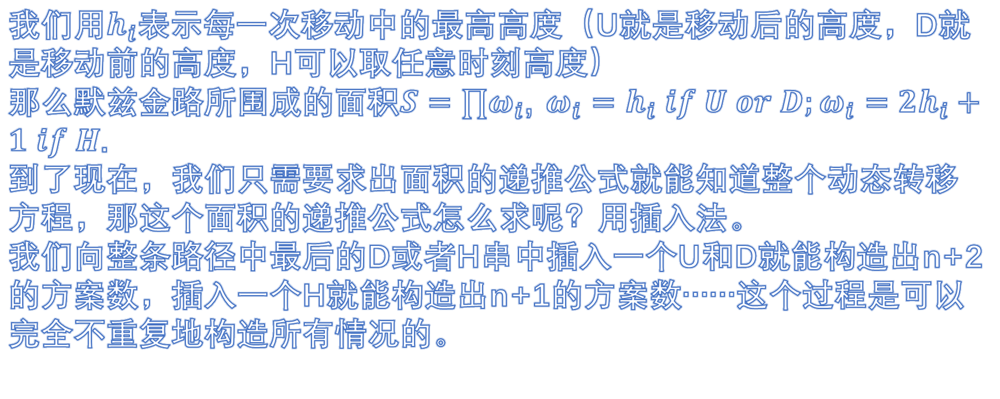 我们用hᵢ表示每一次移动中的最高高度（U就是移动后的高度，D就
是移动前的高度，H可以取任意时刻高度）
那么默兹金路所围成的面积S = ∏ωᵢ, ωᵢ = hᵢ if U or D; ωᵢ = 2hᵢ +
1 if H.
到了现在，我们只需要求出面积的递推公式就能知道整个动态转移
方程，那这个面积的递推公式怎么求呢？用插入法。
我们向整条路径中最后的D或者H串中插入一个U和D就能构造出n+2
的方案数，插入一个H就能构造出n+1的方案数……这个过程是可以
完全不重复地构造所有情况的。